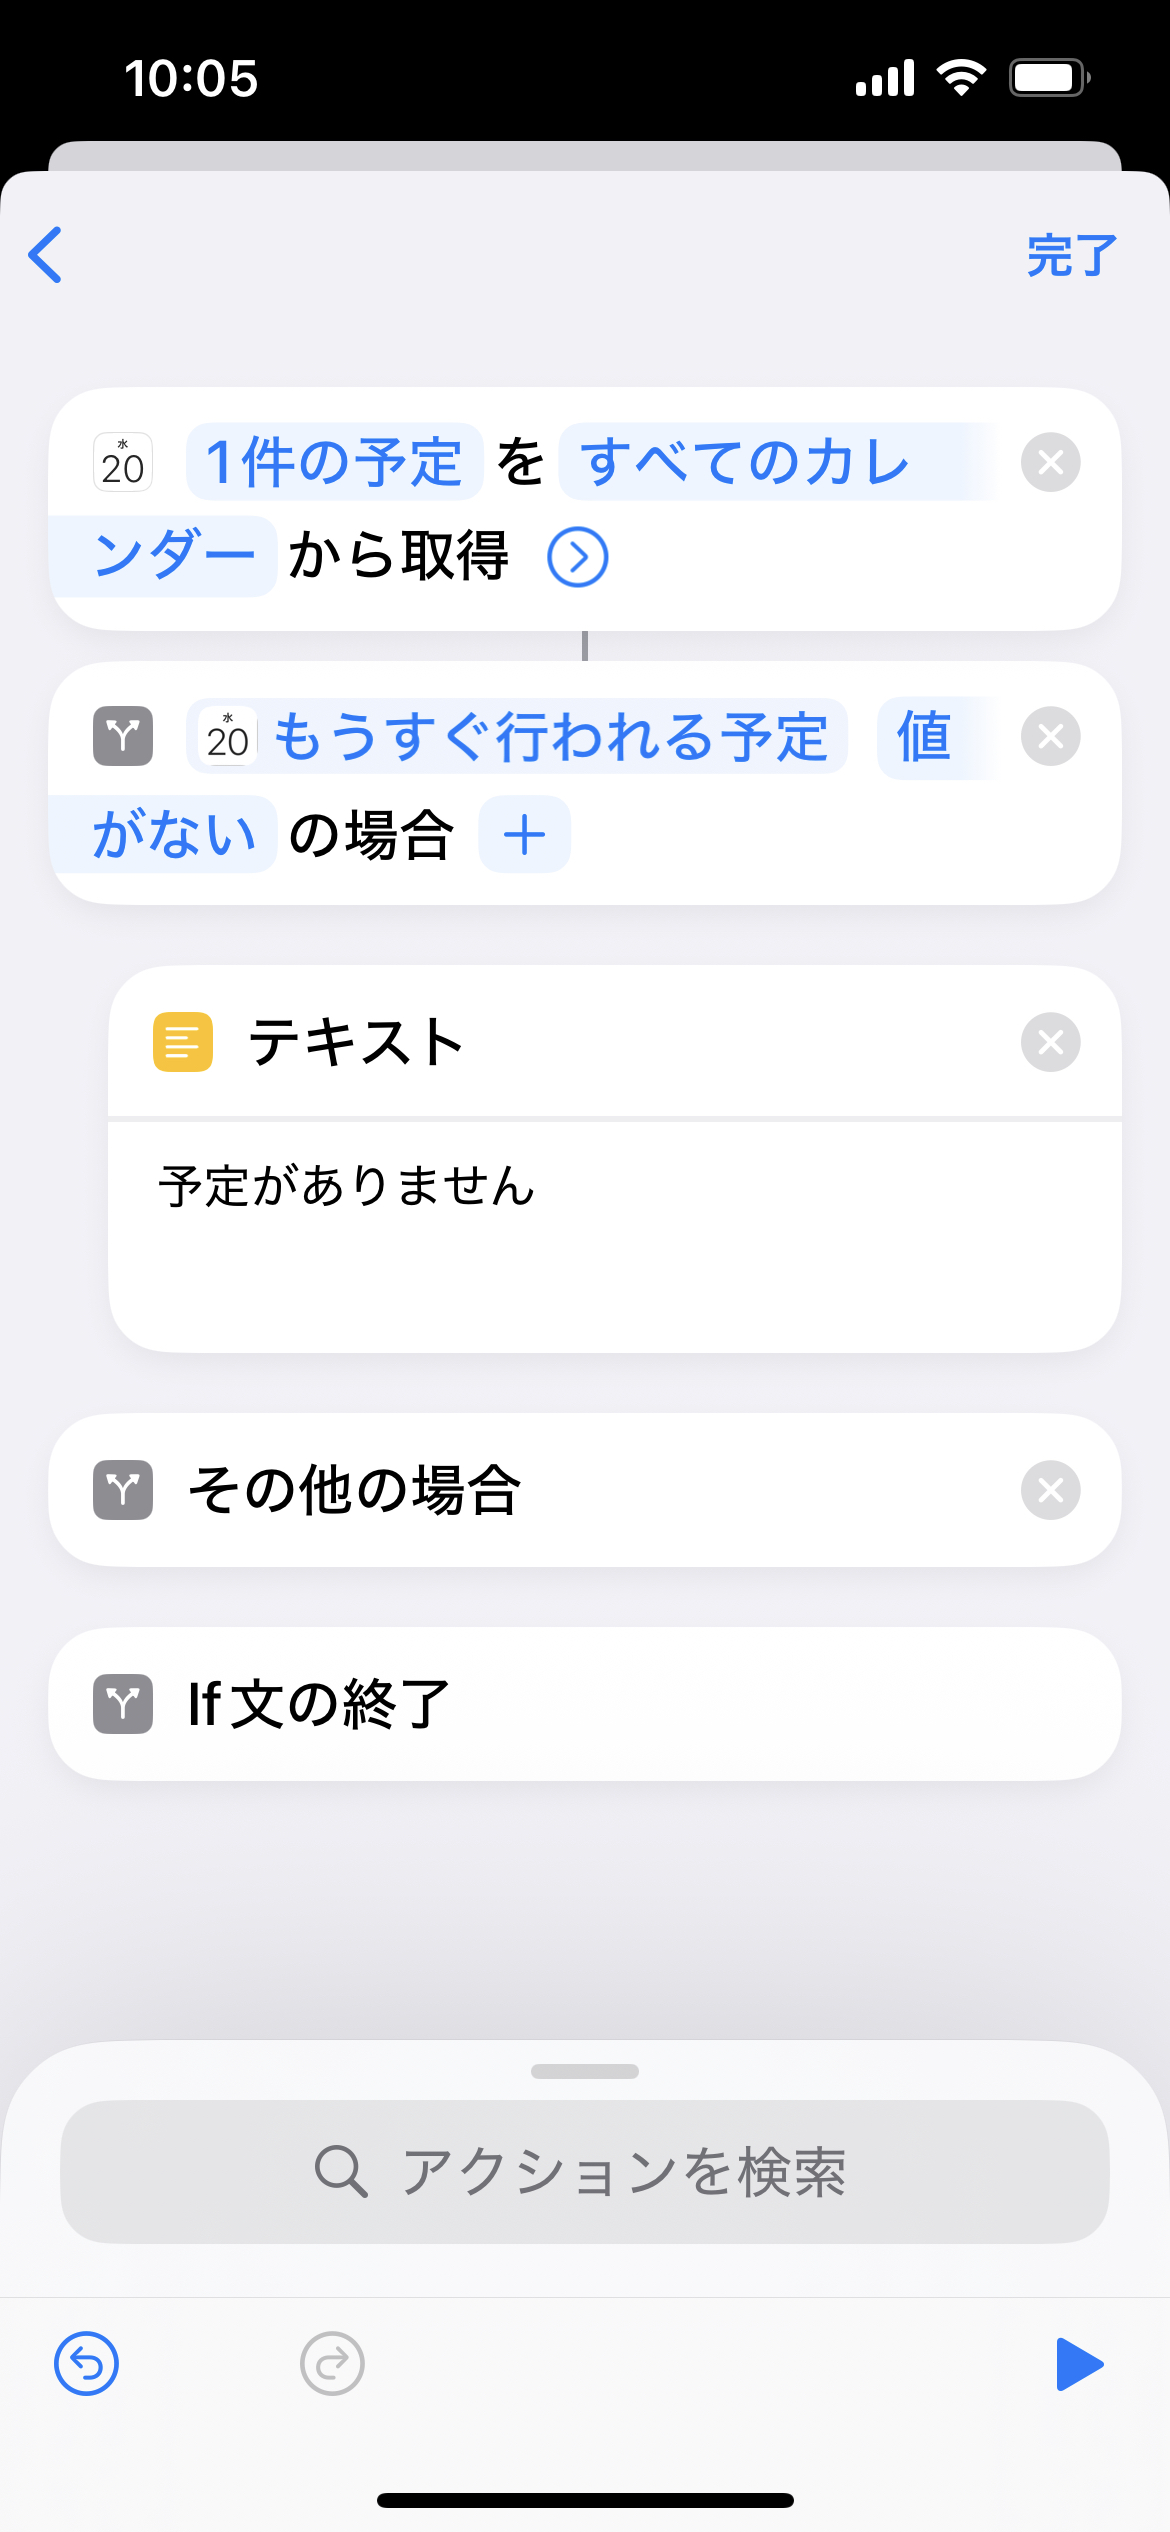 10:05
完了
水
20
1件の予定 を すべてのカレ
ンダー から取得
水
20
もうすぐ行われる予定 値
がない の場合
テキスト
予定がありません
その他の場合
If文の終了
アクションを検索